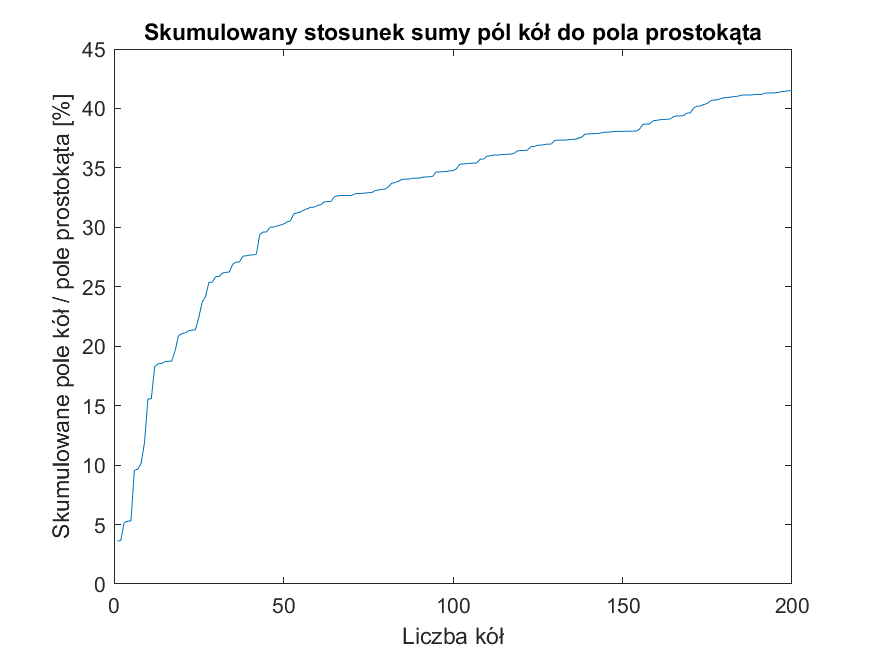 Skumulowany stosunek sumy pól kół do pola prostokąta
45
40
35
30
25
20
15
10
5
0
Skumulowane pole kół / pole prostokąta [%]
0 50 100 150 200
Liczba kół